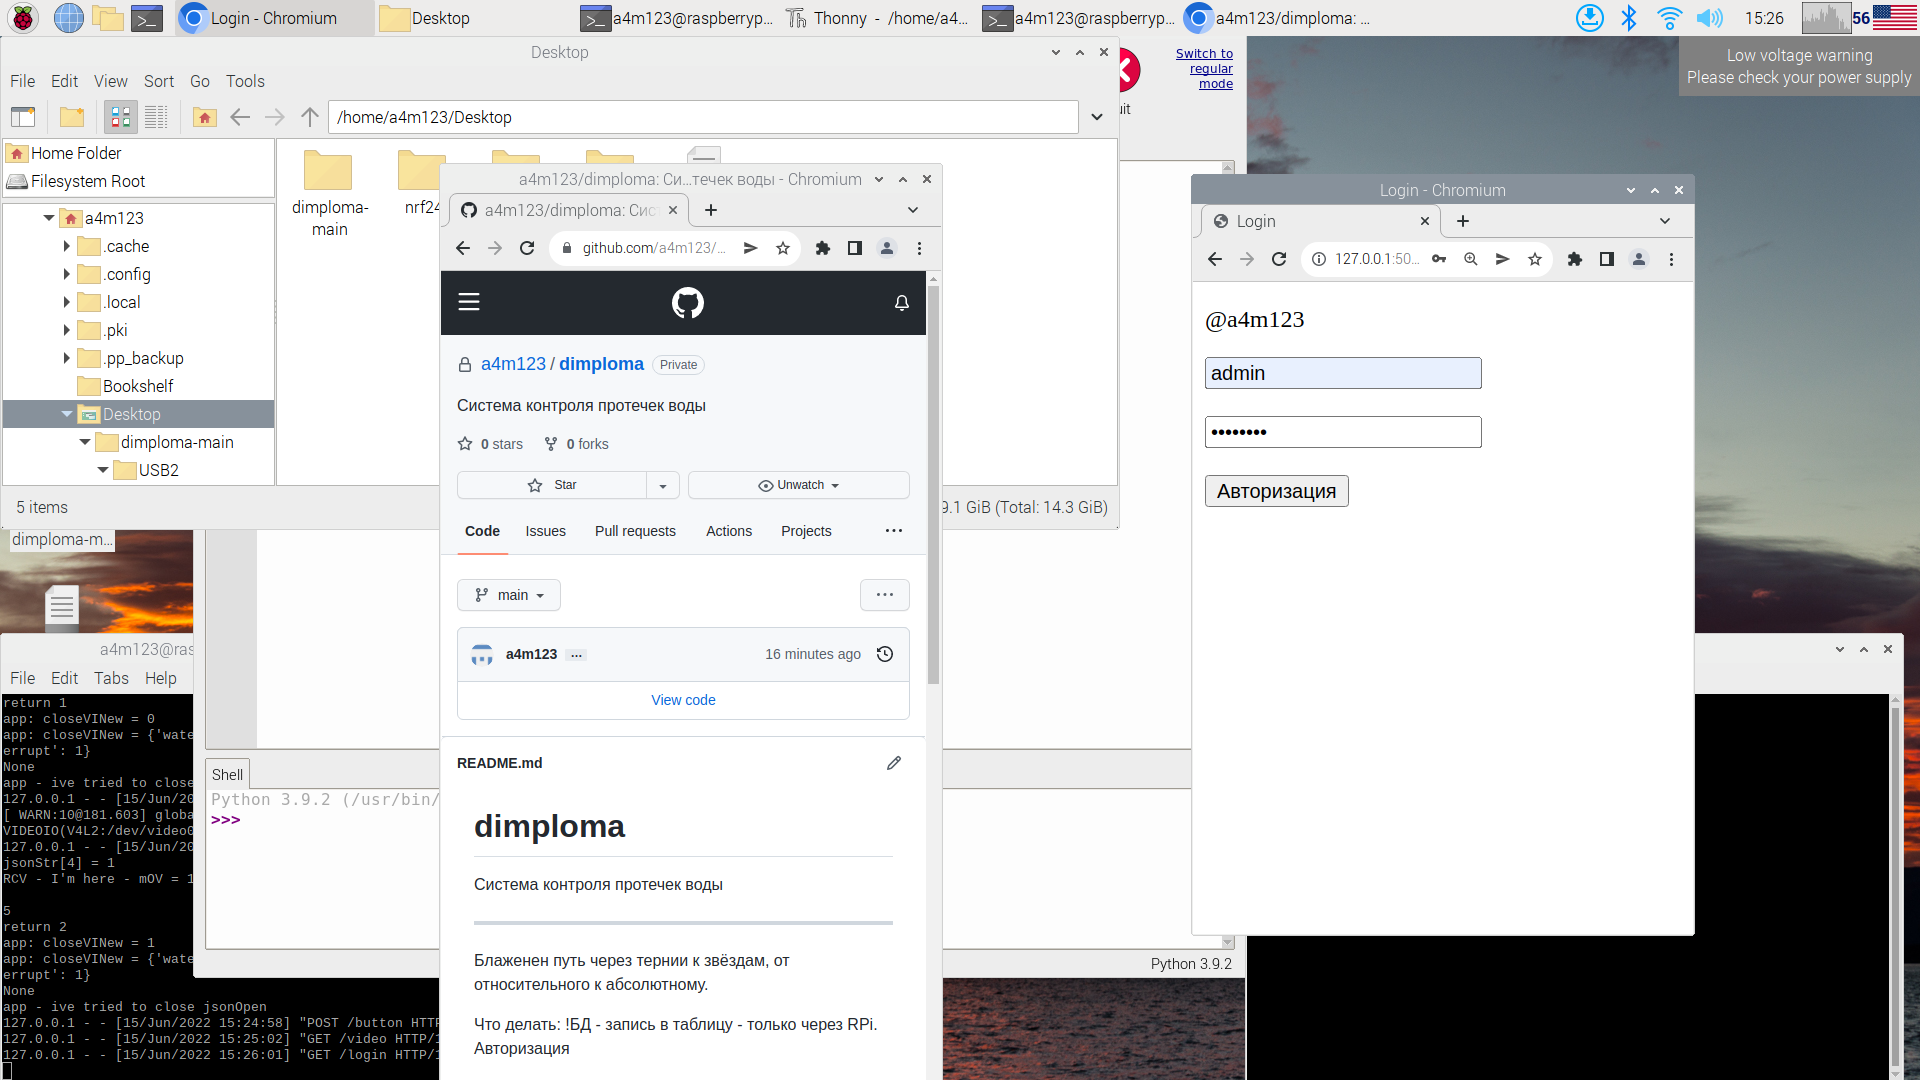 Login - Chromium
Desktop
a4m123@raspberryp...
Thonny - /home/a4...
a4m123@raspberryp...
a4m123/dimploma: ...
15:26
56
Low voltage warning
Please check your power supply
Desktop
File Edit View Sort Go Tools
/home/a4m123/Desktop
Home Folder
Filesystem Root
a4m123
.cache
.config
.local
.pki
.pp_backup
Bookshelf
Desktop
dimploma-main
USB2
dimploma-
main
nrf24
5 items
9.1 GiB (Total: 14.3 GiB)
Switch to
regular
mode
uit
dimploma-m...
a4m123/dimploma: Си...течек воды - Chromium
a4m123/dimploma: Сист
github.com/a4m123/...
a4m123 / dimploma Private
Система контроля протечек воды
0 stars 0 forks
Star
Unwatch
Code Issues Pull requests Actions Projects ...
main
...
a4m123 ... 16 minutes ago
View code
README.md
dimploma
Система контроля протечек воды
Блаженен путь через тернии к звёздам, от
относительного к абсолютному.
Что делать: !БД - запись в таблицу - только через RPi.
Авторизация
Login - Chromium
Login
127.0.0.1:50...
@a4m123
admin
••••••••
Авторизация
Shell
Python 3.9.2 (/usr/bin/
>>>
Python 3.9.2
a4m123@ras
File Edit Tabs Help
return 1
app: closeVINew = 0
app: closeVINew = {'wate
errupt': 1}
None
app - ive tried to close
127.0.0.1 - - [15/Jun/20
[ WARN:10@181.603] globa
VIDEOIO(V4L2:/dev/video0
127.0.0.1 - - [15/Jun/20
jsonStr[4] = 1
RCV - I'm here - mOV = 1
5
return 2
app: closeVINew = 1
app: closeVINew = {'wate
errupt': 1}
None
app - ive tried to close jsonOpen
127.0.0.1 - - [15/Jun/2022 15:24:58] "POST /button HTTP
127.0.0.1 - - [15/Jun/2022 15:25:02] "GET /video HTTP/1
127.0.0.1 - - [15/Jun/2022 15:26:01] "GET /login HTTP/1